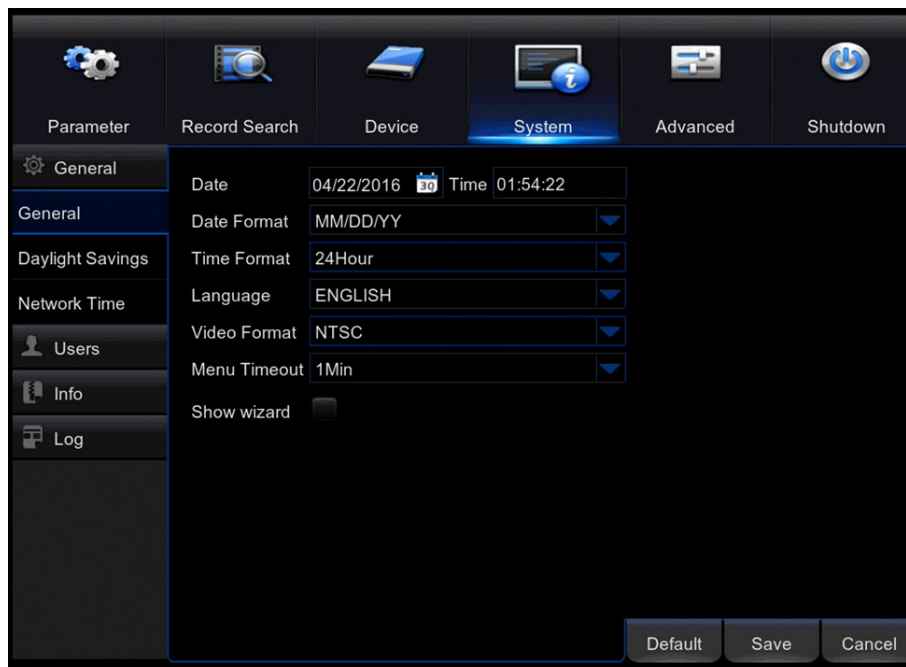 Parameter Record Search Device System Advanced Shutdown
General
General
Daylight Savings
Network Time
Users
Info
Log
Date 04/22/2016 30 Time 01:54:22
Date Format MM/DD/YY
Time Format 24Hour
Language ENGLISH
Video Format NTSC
Menu Timeout 1Min
Show wizard
Default Save Cancel